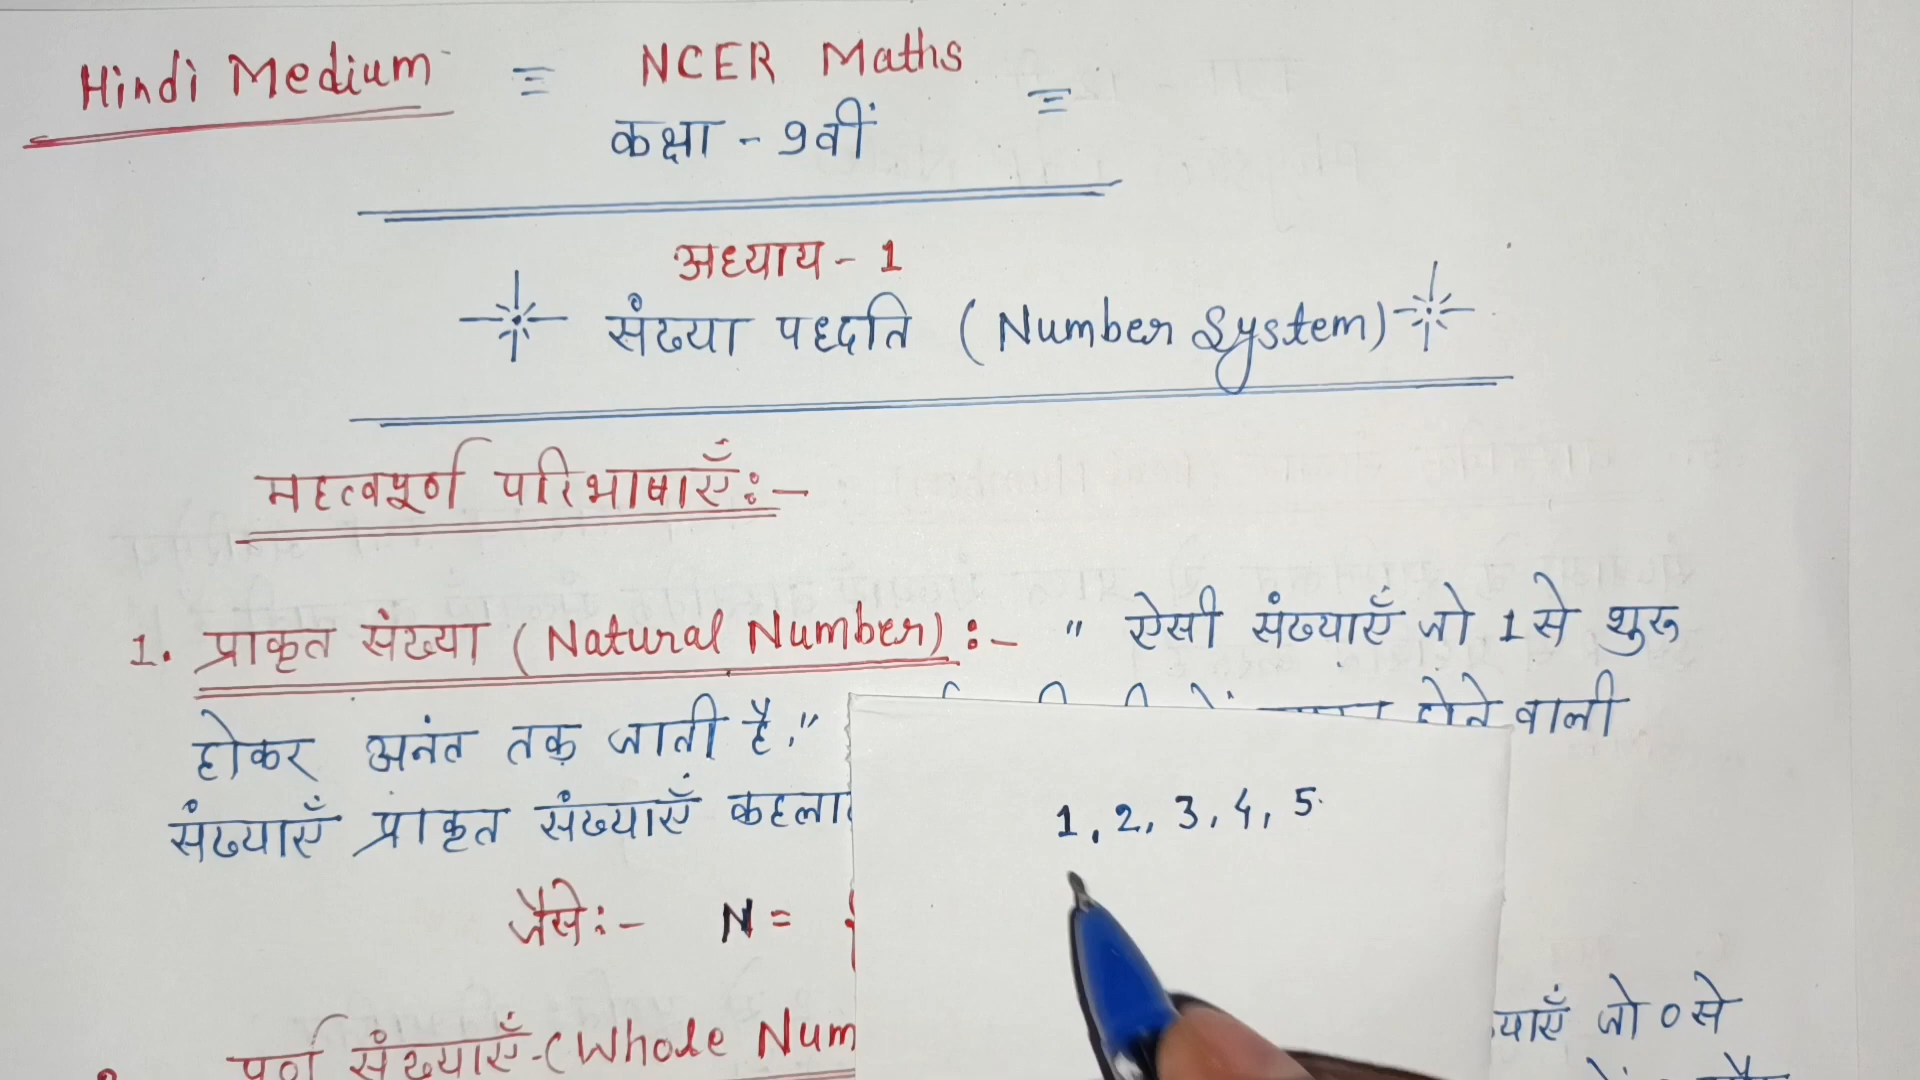 Hindi Medium = NCER Maths =
कक्षा - 9वीं
अध्याय - 1
संख्या पद्धति (Number System)
महत्वपूर्ण परिभाषाएँ:-
1. प्राकृत संख्या (Natural Number) :- " ऐसी संख्याएँ जो 1 से शुरू
होकर अनंत तक जाती है." होने वाली
संख्याएँ प्राकृत संख्याएँ
1, 2, 3, 4, 5
जैसे:- N = {
जो 0 से
पूर्ण संख्याएँ-(Whole Num